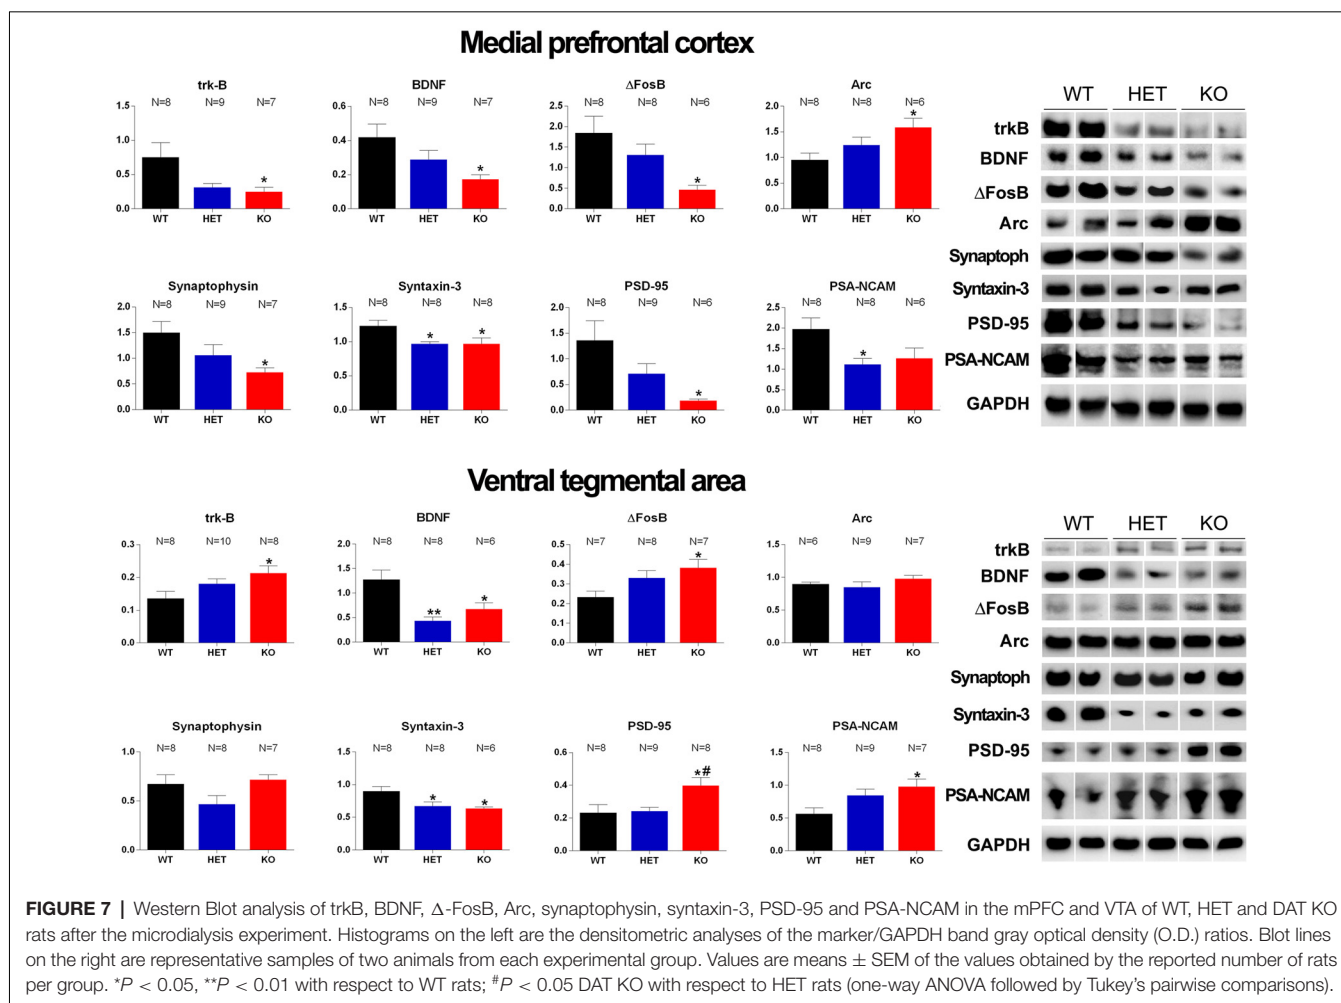 Medial prefrontal cortex
trk-B
N=8 N=9 N=7
1.5
1.0
0.5
0.0
*
WT HET KO
BDNF
N=8 N=9 N=7
0.6
0.4
0.2
0.0
*
WT HET KO
ΔFosB
N=8 N=8 N=6
2.5
2.0
1.5
1.0
0.5
0.0
*
WT HET KO
Arc
N=8 N=8 N=6
2.0
1.5
1.0
0.5
0.0
*
WT HET KO
Synaptophysin
N=8 N=9 N=7
2.0
1.5
1.0
0.5
0.0
*
WT HET KO
Syntaxin-3
N=8 N=8 N=8
1.5
1.0
0.5
0.0
* *
WT HET KO
PSD-95
N=8 N=9 N=6
2.0
1.5
1.0
0.5
0.0
*
WT HET KO
PSA-NCAM
N=8 N=8 N=6
2.5
2.0
1.5
1.0
0.5
0.0
*
WT HET KO
WT HET KO
trkB
BDNF
ΔFosB
Arc
Synaptoph
Syntaxin-3
PSD-95
PSA-NCAM
GAPDH
Ventral tegmental area
trk-B
N=8 N=10 N=8
0.3
0.2
0.1
0.0
*
WT HET KO
BDNF
N=8 N=8 N=6
2.0
1.5
1.0
0.5
0.0
** *
WT HET KO
ΔFosB
N=7 N=8 N=7
0.5
0.4
0.3
0.2
0.1
0.0
*
WT HET KO
Arc
N=6 N=9 N=7
1.5
1.0
0.5
0.0
WT HET KO
Synaptophysin
N=8 N=8 N=7
1.0
0.5
0.0
WT HET KO
Syntaxin-3
N=8 N=8 N=6
1.5
1.0
0.5
0.0
* *
WT HET KO
PSD-95
N=8 N=9 N=8
0.6
0.4
0.2
0.0
*#
WT HET KO
PSA-NCAM
N=8 N=9 N=7
1.5
1.0
0.5
0.0
*
WT HET KO
WT HET KO
trkB
BDNF
ΔFosB
Arc
Synaptoph
Syntaxin-3
PSD-95
PSA-NCAM
GAPDH
FIGURE 7 | Western Blot analysis of trkB, BDNF, Δ-FosB, Arc, synaptophysin, syntaxin-3, PSD-95 and PSA-NCAM in the mPFC and VTA of WT, HET and DAT KO
rats after the microdialysis experiment. Histograms on the left are the densitometric analyses of the marker/GAPDH band gray optical density (O.D.) ratios. Blot lines
on the right are representative samples of two animals from each experimental group. Values are means ± SEM of the values obtained by the reported number of rats
per group. *P < 0.05, **P < 0.01 with respect to WT rats; #P < 0.05 DAT KO with respect to HET rats (one-way ANOVA followed by Tukey's pairwise comparisons).